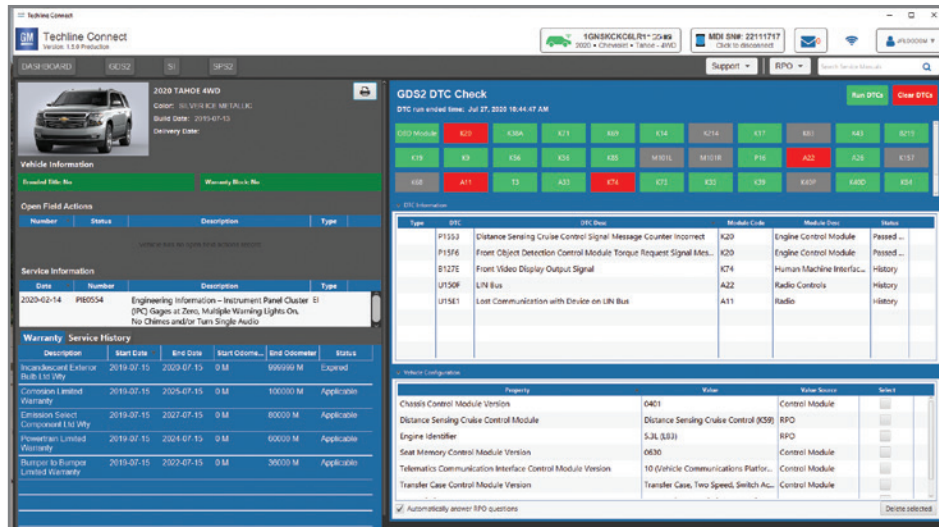 Techline Connect
GM
Techline Connect
Version: 1.5.0 Production
2020 • Chevrolet • Tahoe - 4WD
MDI SN#: 22111717
Click to disconnect
DASHBOARD GDS2 SI SPS2
Support RPO Search Service Manuals
2020 TAHOE 4WD
Color: SILVER ICE METALLIC
Build Date: 2019-07-15
Delivery Date:
Vehicle Information
Branded Title: No Warranty Block: No
Open Field Actions
Number Status Description Type
Service Information
Date Number Description Type
2020-02-14 PIE0554 Engineering Information – Instrument Panel Cluster EI
(IPC) Gages at Zero, Multiple Warning Lights On,
No Chimes and/or Turn Single Audio
Warranty Service History
Description Start Date End Date Start Odome... End Odometer Status
Incandescent Exterior Bulb Ltd Wty 2019-07-15 2020-07-15 0 M 999999 M Expired
Corrosion Limited Warranty 2019-07-15 2025-07-15 0 M 100000 M Applicable
Emission Select Component Ltd Wty 2019-07-15 2027-07-15 0 M 80000 M Applicable
Powertrain Limited Warranty 2019-07-15 2024-07-15 0 M 60000 M Applicable
Bumper to Bumper Limited Warranty 2019-07-15 2022-07-15 0 M 36000 M Applicable
GDS2 DTC Check
DTC run ended time: Jul 27, 2020 10:44:47 AM
Run DTCs Clear DTCs
OBD Module K20 K38A K71 K69 K14 K214 K17 K83 K43 B219
K9 K56 K36 K85 M101L M101R P16 A22 A28 K157
K68 A11 T3 A33 K74 K73 K33 K39 K40D K84
DTC Information
Type DTC DTC Desc Module Code Module Desc Status
P1553 Distance Sensing Cruise Control Signal Message Counter Incorrect K20 Engine Control Module Passed ...
P15F6 Front Object Detection Control Module Torque Request Signal Mes... K20 Engine Control Module Passed ...
B127E Front Video Display Output Signal K74 Human Machine Interfac... History
U150F LIN Bus A22 Radio Controls History
U15E1 Lost Communication with Device on LIN Bus A11 Radio History
Vehicle Configuration
Property Value Value Source Select
Chassis Control Module Version 0401 Control Module
Distance Sensing Cruise Control Module Distance Sensing Cruise Control (K59) RPO
Engine Identifier 5.3L (L83) RPO
Seat Memory Control Module Version 0630 Control Module
Telematics Communication Interface Control Module Version 10 (Vehicle Communications Platfor... Control Module
Transfer Case Control Module Version Transfer Case, Two Speed, Switch Ac... Control Module
Automatically answer RPO questions Delete selected